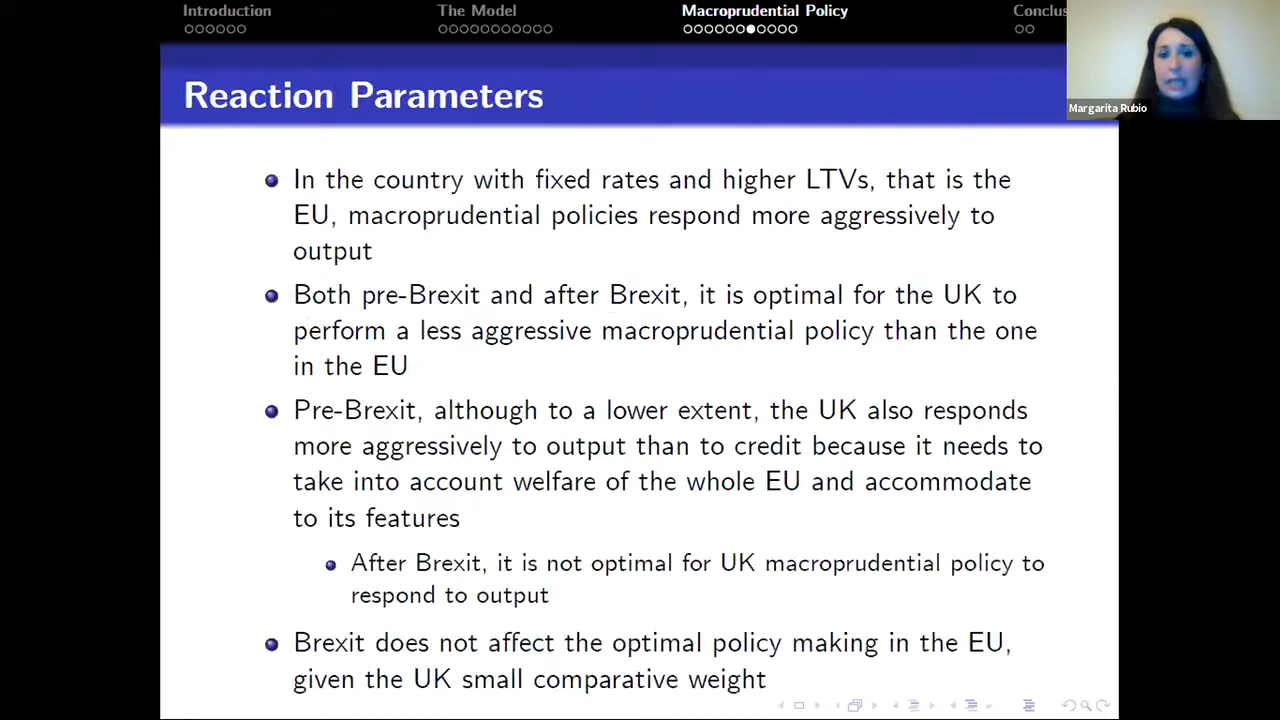 Introduction
The Model
Macroprudential Policy
Conclus
Margarita Rubio
Reaction Parameters
In the country with fixed rates and higher LTVs, that is the
EU, macroprudential policies respond more aggressively to
output
Both pre-Brexit and after Brexit, it is optimal for the UK to
perform a less aggressive macroprudential policy than the one
in the EU
Pre-Brexit, although to a lower extent, the UK also responds
more aggressively to output than to credit because it needs to
take into account welfare of the whole EU and accommodate
to its features
After Brexit, it is not optimal for UK macroprudential policy to
respond to output
Brexit does not affect the optimal policy making in the EU,
given the UK small comparative weight